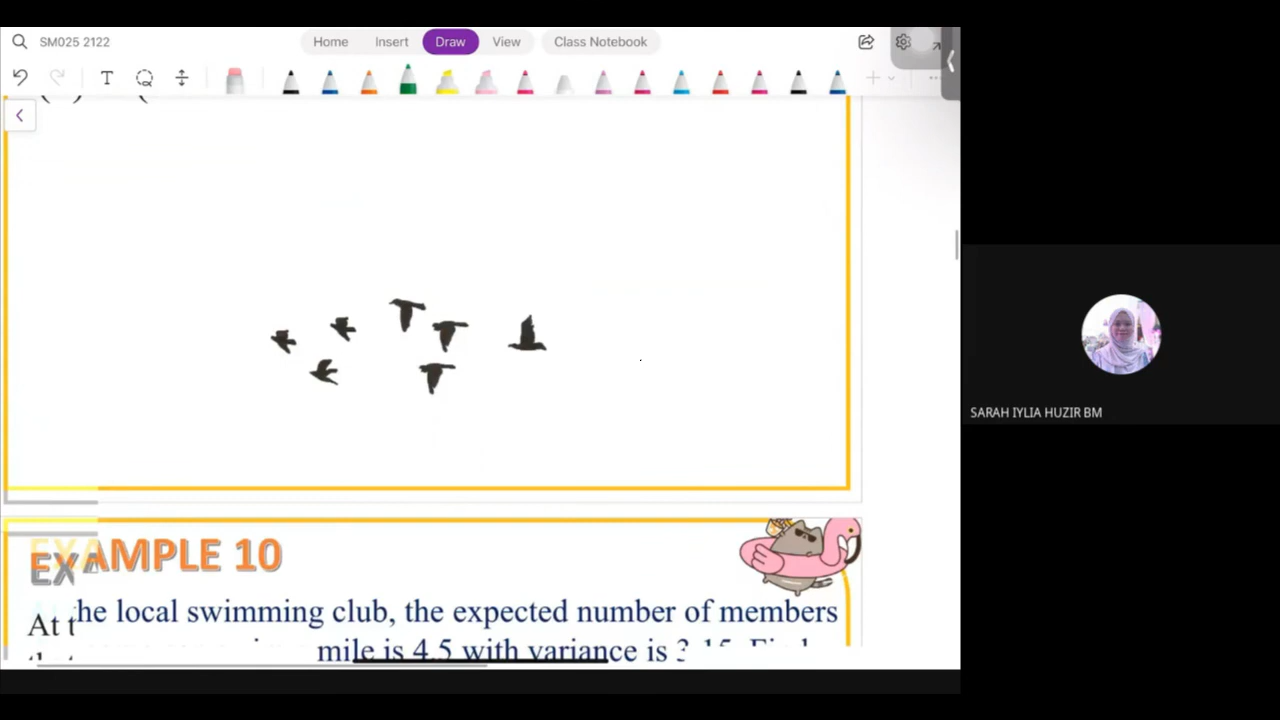 SM025 2122
Home Insert Draw View Class Notebook
SARAH IYLIA HUZIR BM
EXAMPLE 10
At the local swimming club, the expected number of members
mile is 4.5 with variance is